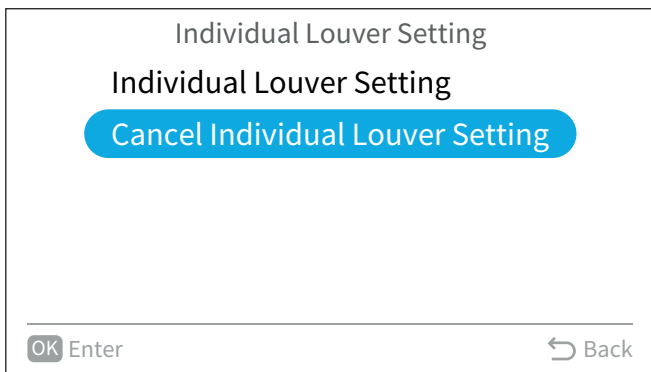 Individual Louver Setting
Individual Louver Setting
Cancel Individual Louver Setting
OK Enter
Back